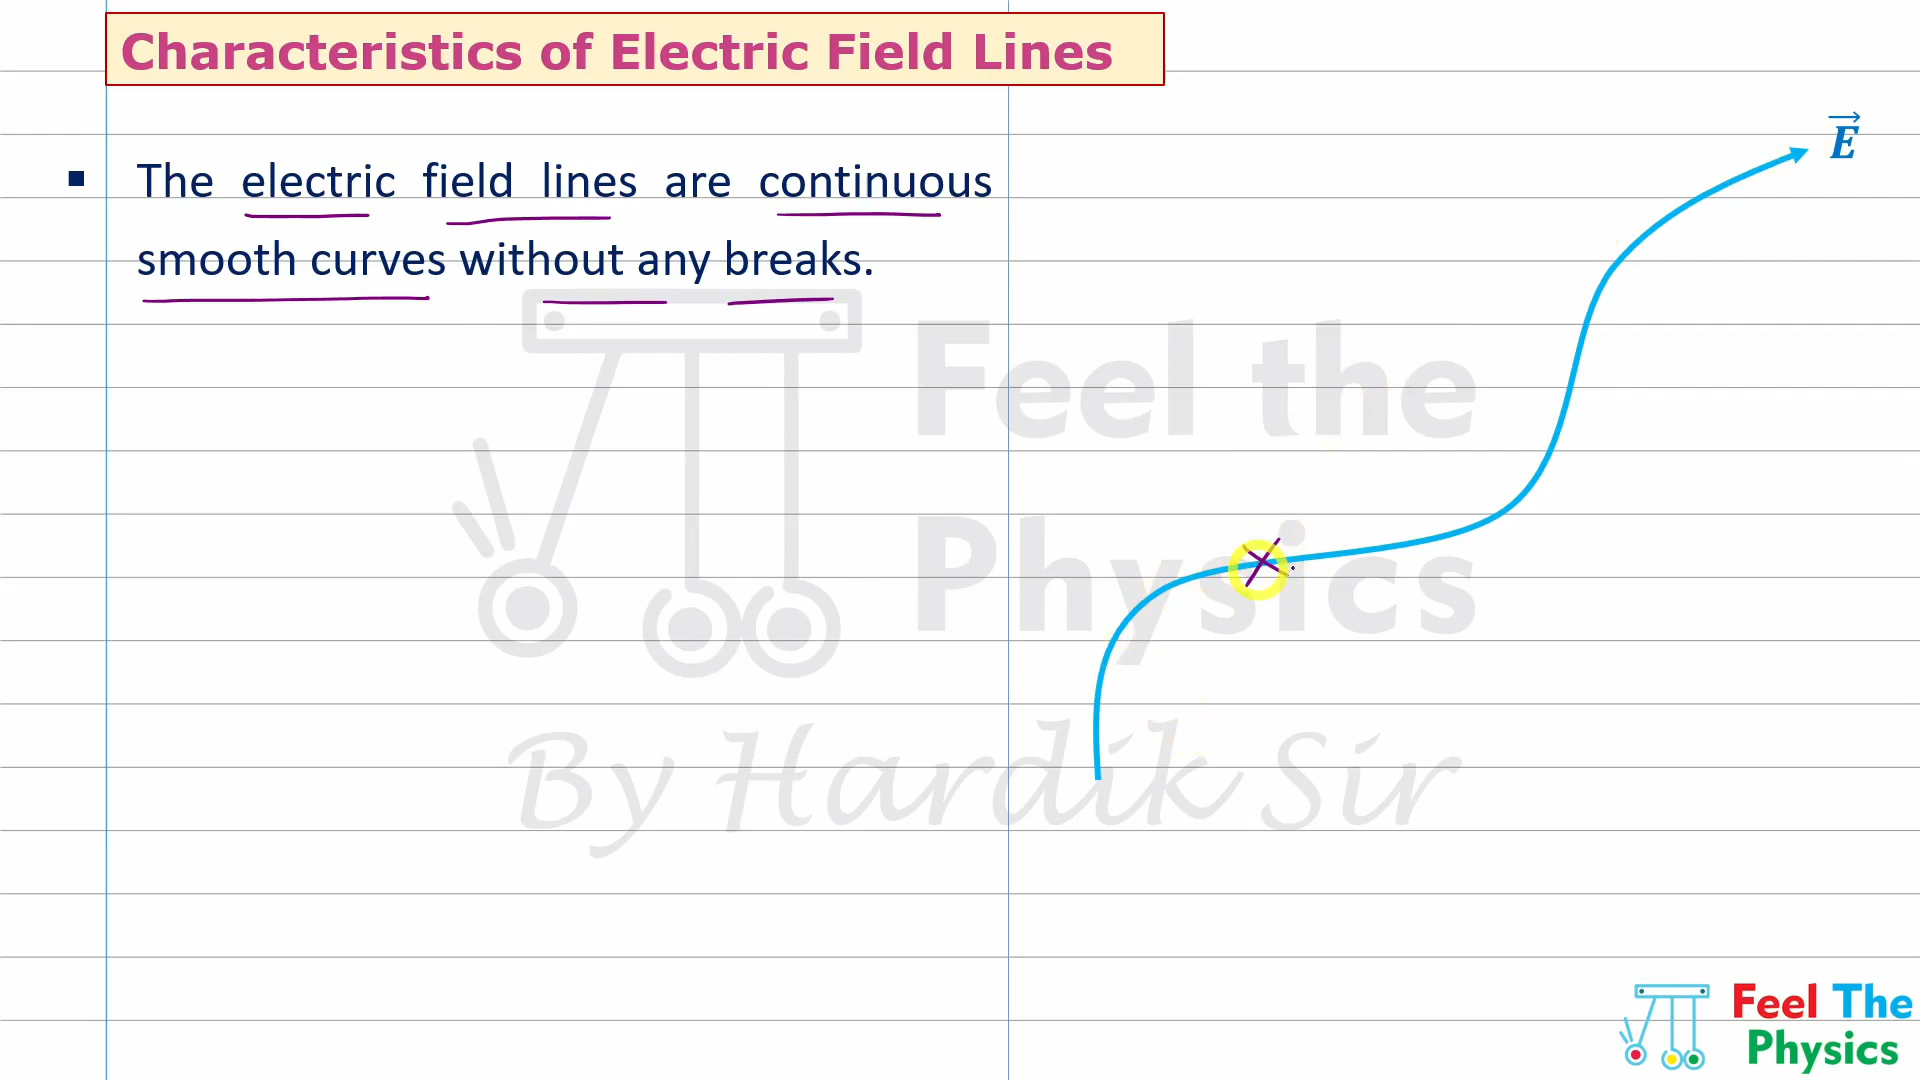 Characteristics of Electric Field Lines
▪ The electric field lines are continuous
smooth curves without any breaks.
E
Feel the
Physics
By Hardik Sir
Feel The
Physics